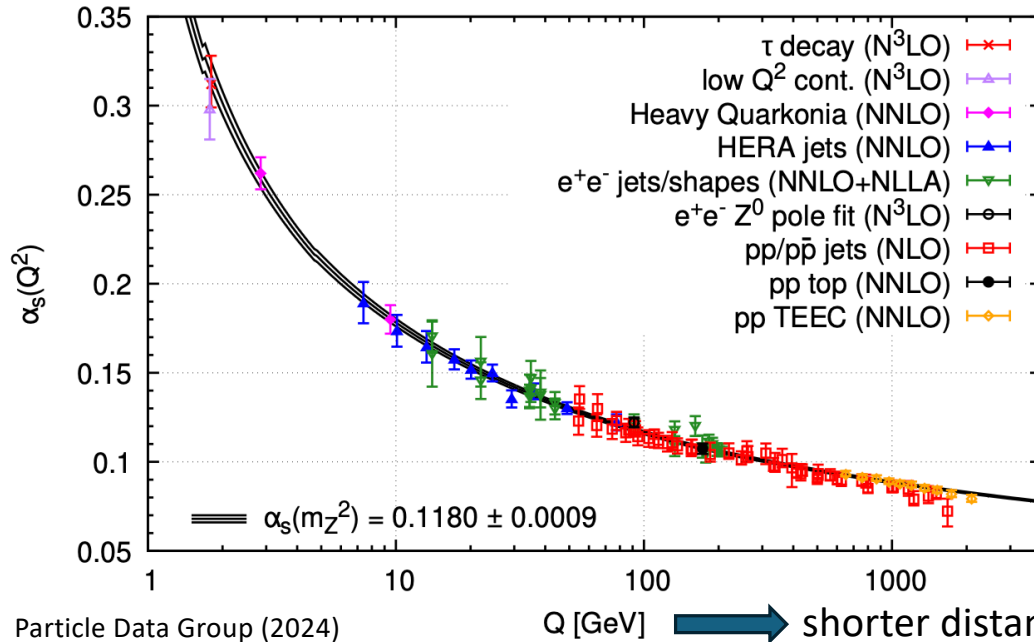 τ decay (N³LO)
low Q² cont. (N³LO)
Heavy Quarkonia (NNLO)
HERA jets (NNLO)
e⁺e⁻ jets/shapes (NNLO+NLLA)
e⁺e⁻ Z⁰ pole fit (N³LO)
pp/pp̄ jets (NLO)
pp top (NNLO)
pp TEEC (NNLO)
0.35
0.3
0.25
0.2
0.15
0.1
0.05
αₛ(Q²)
αₛ(m_Z²) = 0.1180 ± 0.0009
1 10 100 1000
Particle Data Group (2024) Q [GeV] shorter distan